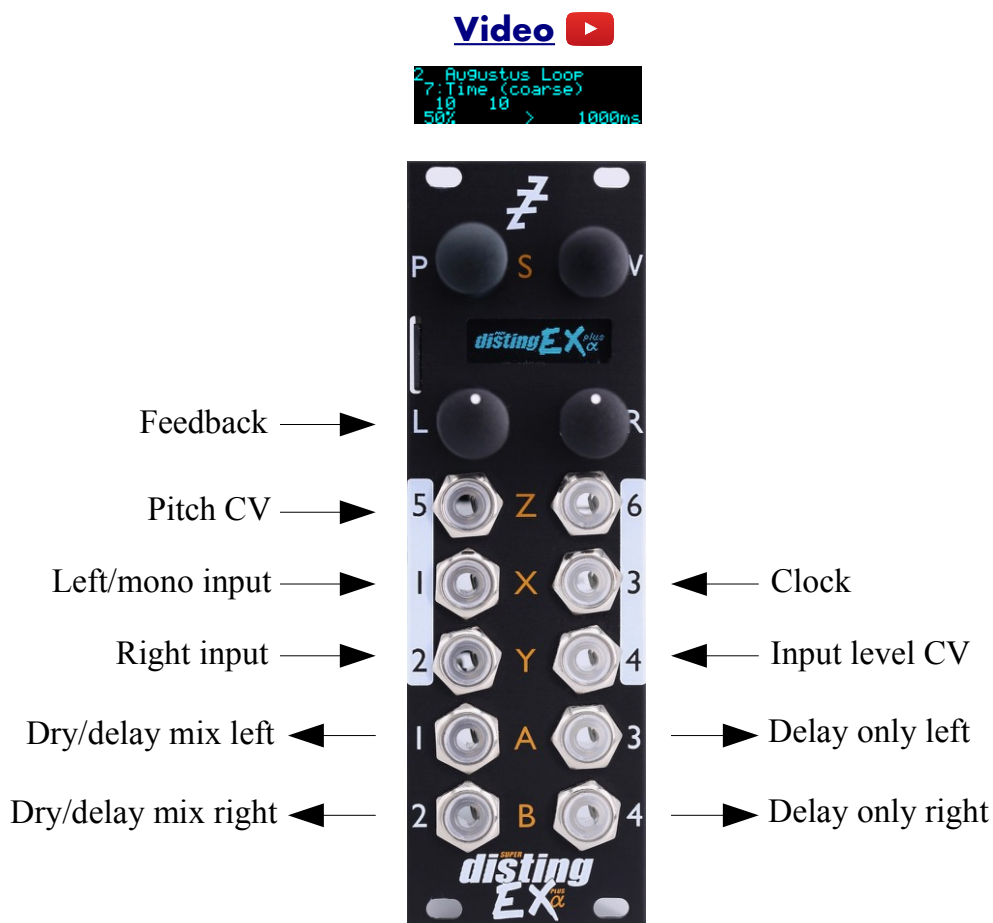 Video
2 Augustus Loop
7:Time (coarse)
10 10
50% > 1000ms
P S V
disting EX plus α
Feedback L R
Pitch CV 5 Z 6
Left/mono input 1 X 3 Clock
Right input 2 Y 4 Input level CV
Dry/delay mix left 1 A 3 Delay only left
Dry/delay mix right 2 B 4 Delay only right
SUPER
disting
EX PLUS α